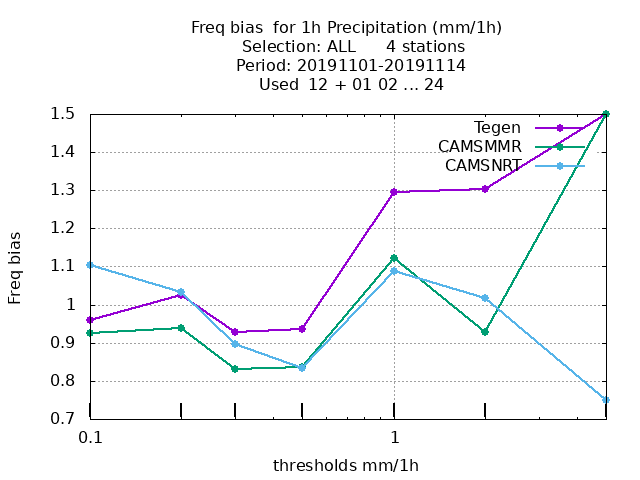 Freq bias  for 1h Precipitation (mm/1h)
Selection: ALL      4 stations
Period: 20191101-20191114
Used  12 + 01 02 ... 24
Tegen
CAMSMMR
CAMSNRT
1.5
1.4
1.3
1.2
1.1
1
0.9
0.8
0.7
Freq bias
0.1
1
thresholds mm/1h